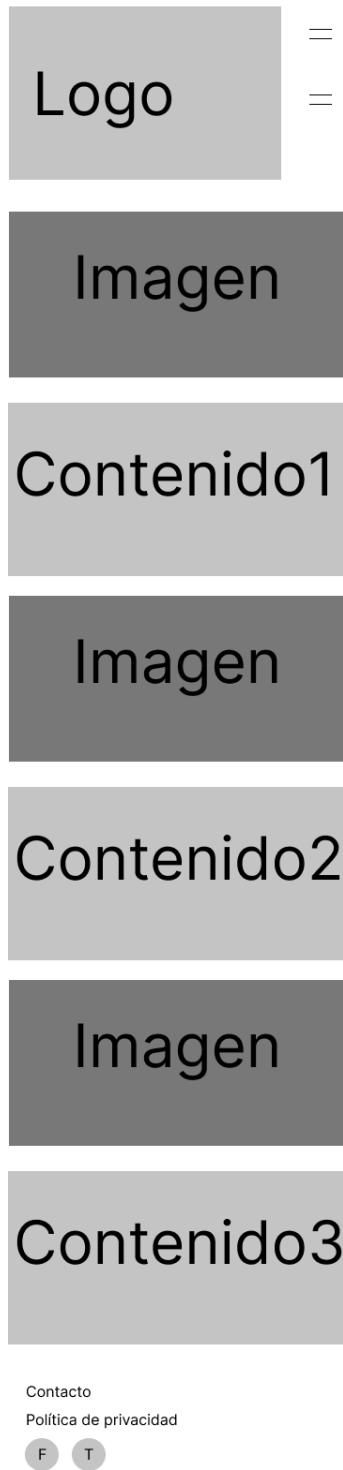 Logo
Imagen
Contenido1
Imagen
Contenido2
Imagen
Contenido3
Contacto
Política de privacidad
F T